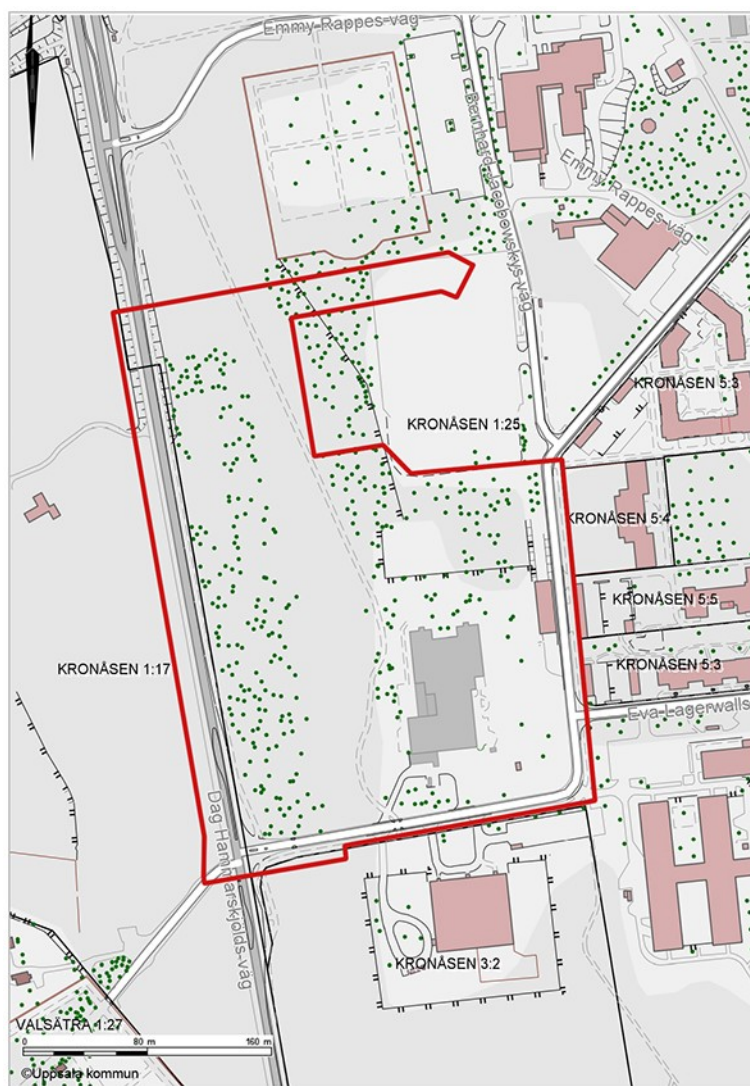 Emmy Rappes väg
Bernhard Jacobowskys väg
Emmy Rappes väg
KRONÅSEN 5:3
KRONÅSEN 1:25
KRONÅSEN 5:4
KRONÅSEN 5:5
KRONÅSEN 1:17
KRONÅSEN 5:3
Eva Lagerwalls
Dag Hammarskjölds väg
KRONÅSEN 3:2
VALSÄTRA 1:27
0 80 m 160 m
©Uppsala kommun